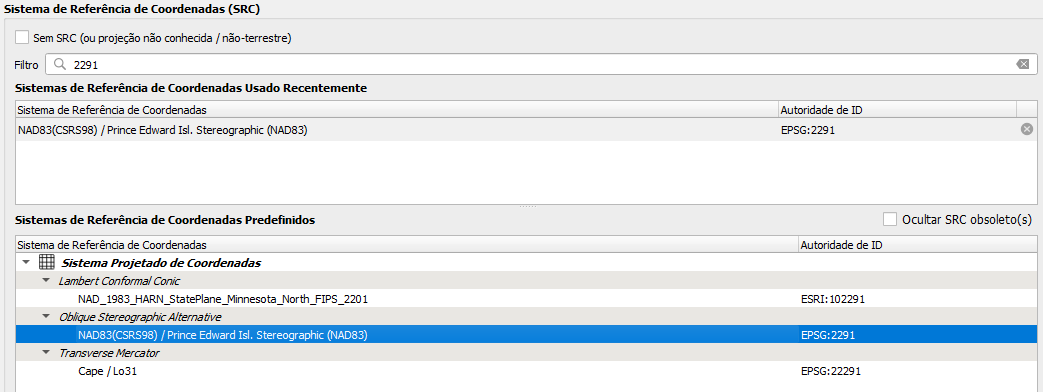 Sistema de Referência de Coordenadas (SRC)
Sem SRC (ou projeção não conhecida / não-terrestre)
Filtro 2291
Sistemas de Referência de Coordenadas Usado Recentemente
Sistema de Referência de Coordenadas Autoridade de ID
NAD83(CSRS98) / Prince Edward Isl. Stereographic (NAD83) EPSG:2291
Sistemas de Referência de Coordenadas Predefinidos Ocultar SRC obsoleto(s)
Sistema de Referência de Coordenadas Autoridade de ID
Sistema Projetado de Coordenadas
Lambert Conformal Conic
NAD_1983_HARN_StatePlane_Minnesota_North_FIPS_2201 ESRI:102291
Oblique Stereographic Alternative
NAD83(CSRS98) / Prince Edward Isl. Stereographic (NAD83) EPSG:2291
Transverse Mercator
Cape / Lo31 EPSG:22291